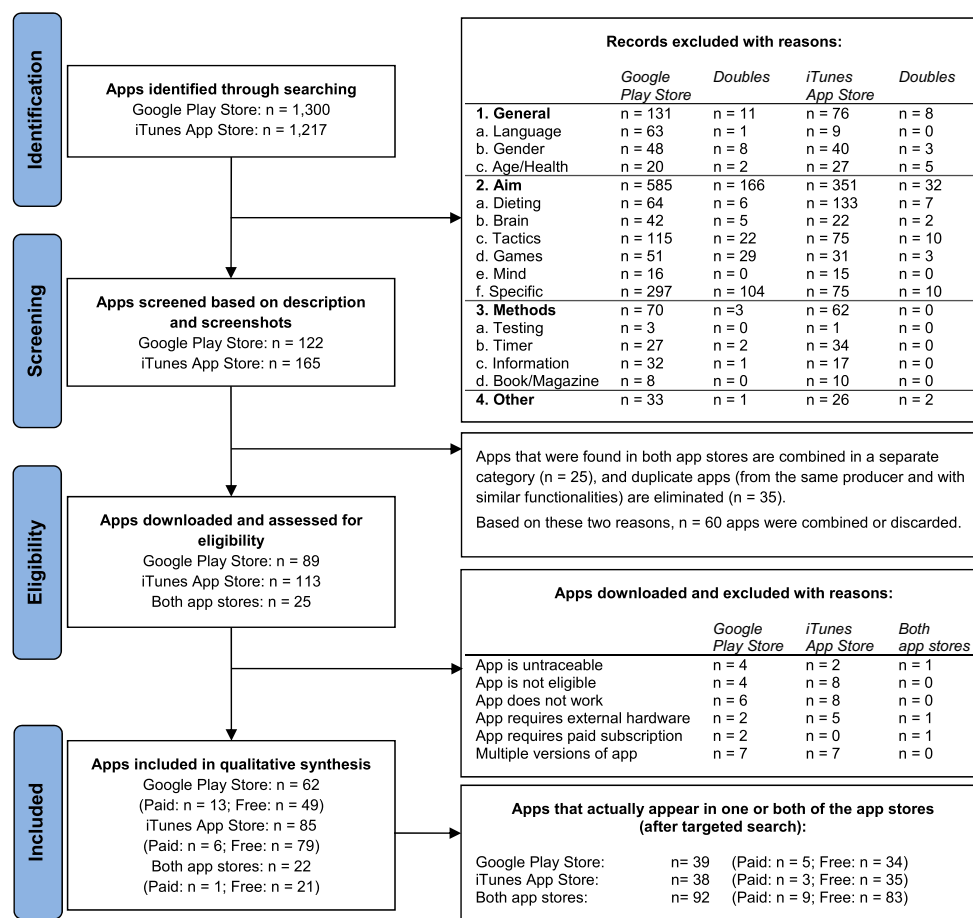 Identification
Apps identified through searching
Google Play Store: n = 1,300
iTunes App Store: n = 1,217
Records excluded with reasons:
Google Play Store Doubles iTunes App Store Doubles
1. General n = 131 n = 11 n = 76 n = 8
a. Language n = 63 n = 1 n = 9 n = 0
b. Gender n = 48 n = 8 n = 40 n = 3
c. Age/Health n = 20 n = 2 n = 27 n = 5
2. Aim n = 585 n = 166 n = 351 n = 32
a. Dieting n = 64 n = 6 n = 133 n = 7
b. Brain n = 42 n = 5 n = 22 n = 2
c. Tactics n = 115 n = 22 n = 75 n = 10
d. Games n = 51 n = 29 n = 31 n = 3
e. Mind n = 16 n = 0 n = 15 n = 0
f. Specific n = 297 n = 104 n = 75 n = 10
3. Methods n = 70 n =3 n = 62 n = 0
a. Testing n = 3 n = 0 n = 1 n = 0
b. Timer n = 27 n = 2 n = 34 n = 0
c. Information n = 32 n = 1 n = 17 n = 0
d. Book/Magazine n = 8 n = 0 n = 10 n = 0
4. Other n = 33 n = 1 n = 26 n = 2
Screening
Apps screened based on description
and screenshots
Google Play Store: n = 122
iTunes App Store: n = 165
Apps that were found in both app stores are combined in a separate
category (n = 25), and duplicate apps (from the same producer and with
similar functionalities) are eliminated (n = 35).
Based on these two reasons, n = 60 apps were combined or discarded.
Eligibility
Apps downloaded and assessed for
eligibility
Google Play Store: n = 89
iTunes App Store: n = 113
Both app stores: n = 25
Apps downloaded and excluded with reasons:
Google Play Store iTunes App Store Both app stores
App is untraceable n = 4 n = 2 n = 1
App is not eligible n = 4 n = 8 n = 0
App does not work n = 6 n = 8 n = 0
App requires external hardware n = 2 n = 5 n = 1
App requires paid subscription n = 2 n = 0 n = 1
Multiple versions of app n = 7 n = 7 n = 0
Included
Apps included in qualitative synthesis
Google Play Store: n = 62
(Paid: n = 13; Free: n = 49)
iTunes App Store: n = 85
(Paid: n = 6; Free: n = 79)
Both app stores: n = 22
(Paid: n = 1; Free: n = 21)
Apps that actually appear in one or both of the app stores
(after targeted search):
Google Play Store: n= 39 (Paid: n = 5; Free: n = 34)
iTunes App Store: n= 38 (Paid: n = 3; Free: n = 35)
Both app stores: n= 92 (Paid: n = 9; Free: n = 83)